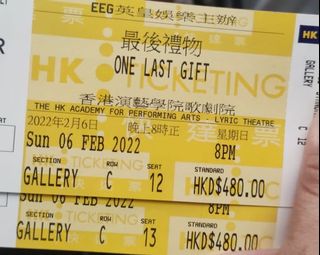 EEG英皇娛樂主辦
最後禮物
ONE LAST GIFT
HK TICKETING
香港演藝學院歌劇院
THE HK ACADEMY FOR PERFORMING ARTS - LYRIC THEATRE
2022年2月6日 晚上8時正 星期日
Sun 06 FEB 2022 8PM
SECTION ROW SEAT STANDARD
GALLERY C 12 HKD$480.00
Sun 06 FEB 2022 8PM
SECTION ROW SEAT STANDARD
GALLERY C 13 HKD$480.00
HK
GALLERY
C 12